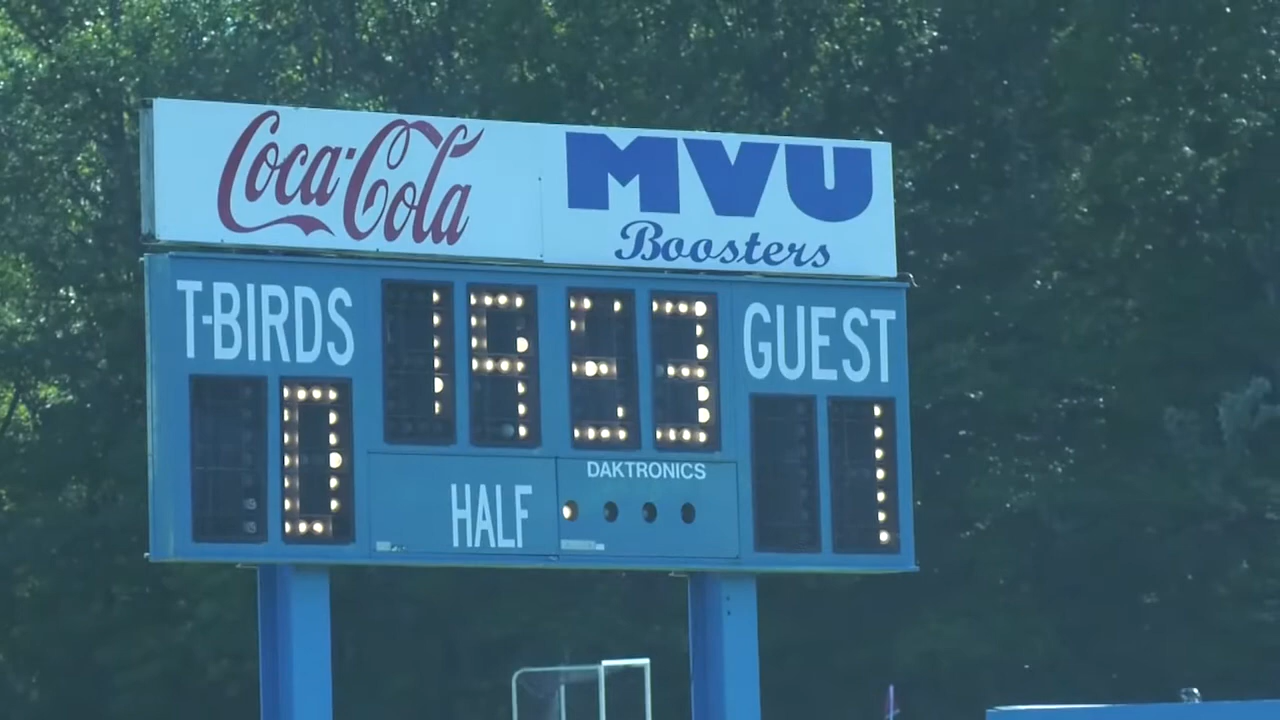 Coca-Cola
MVU
Boosters
T-BIRDS
19 53
GUEST
0
1
DAKTRONICS
HALF